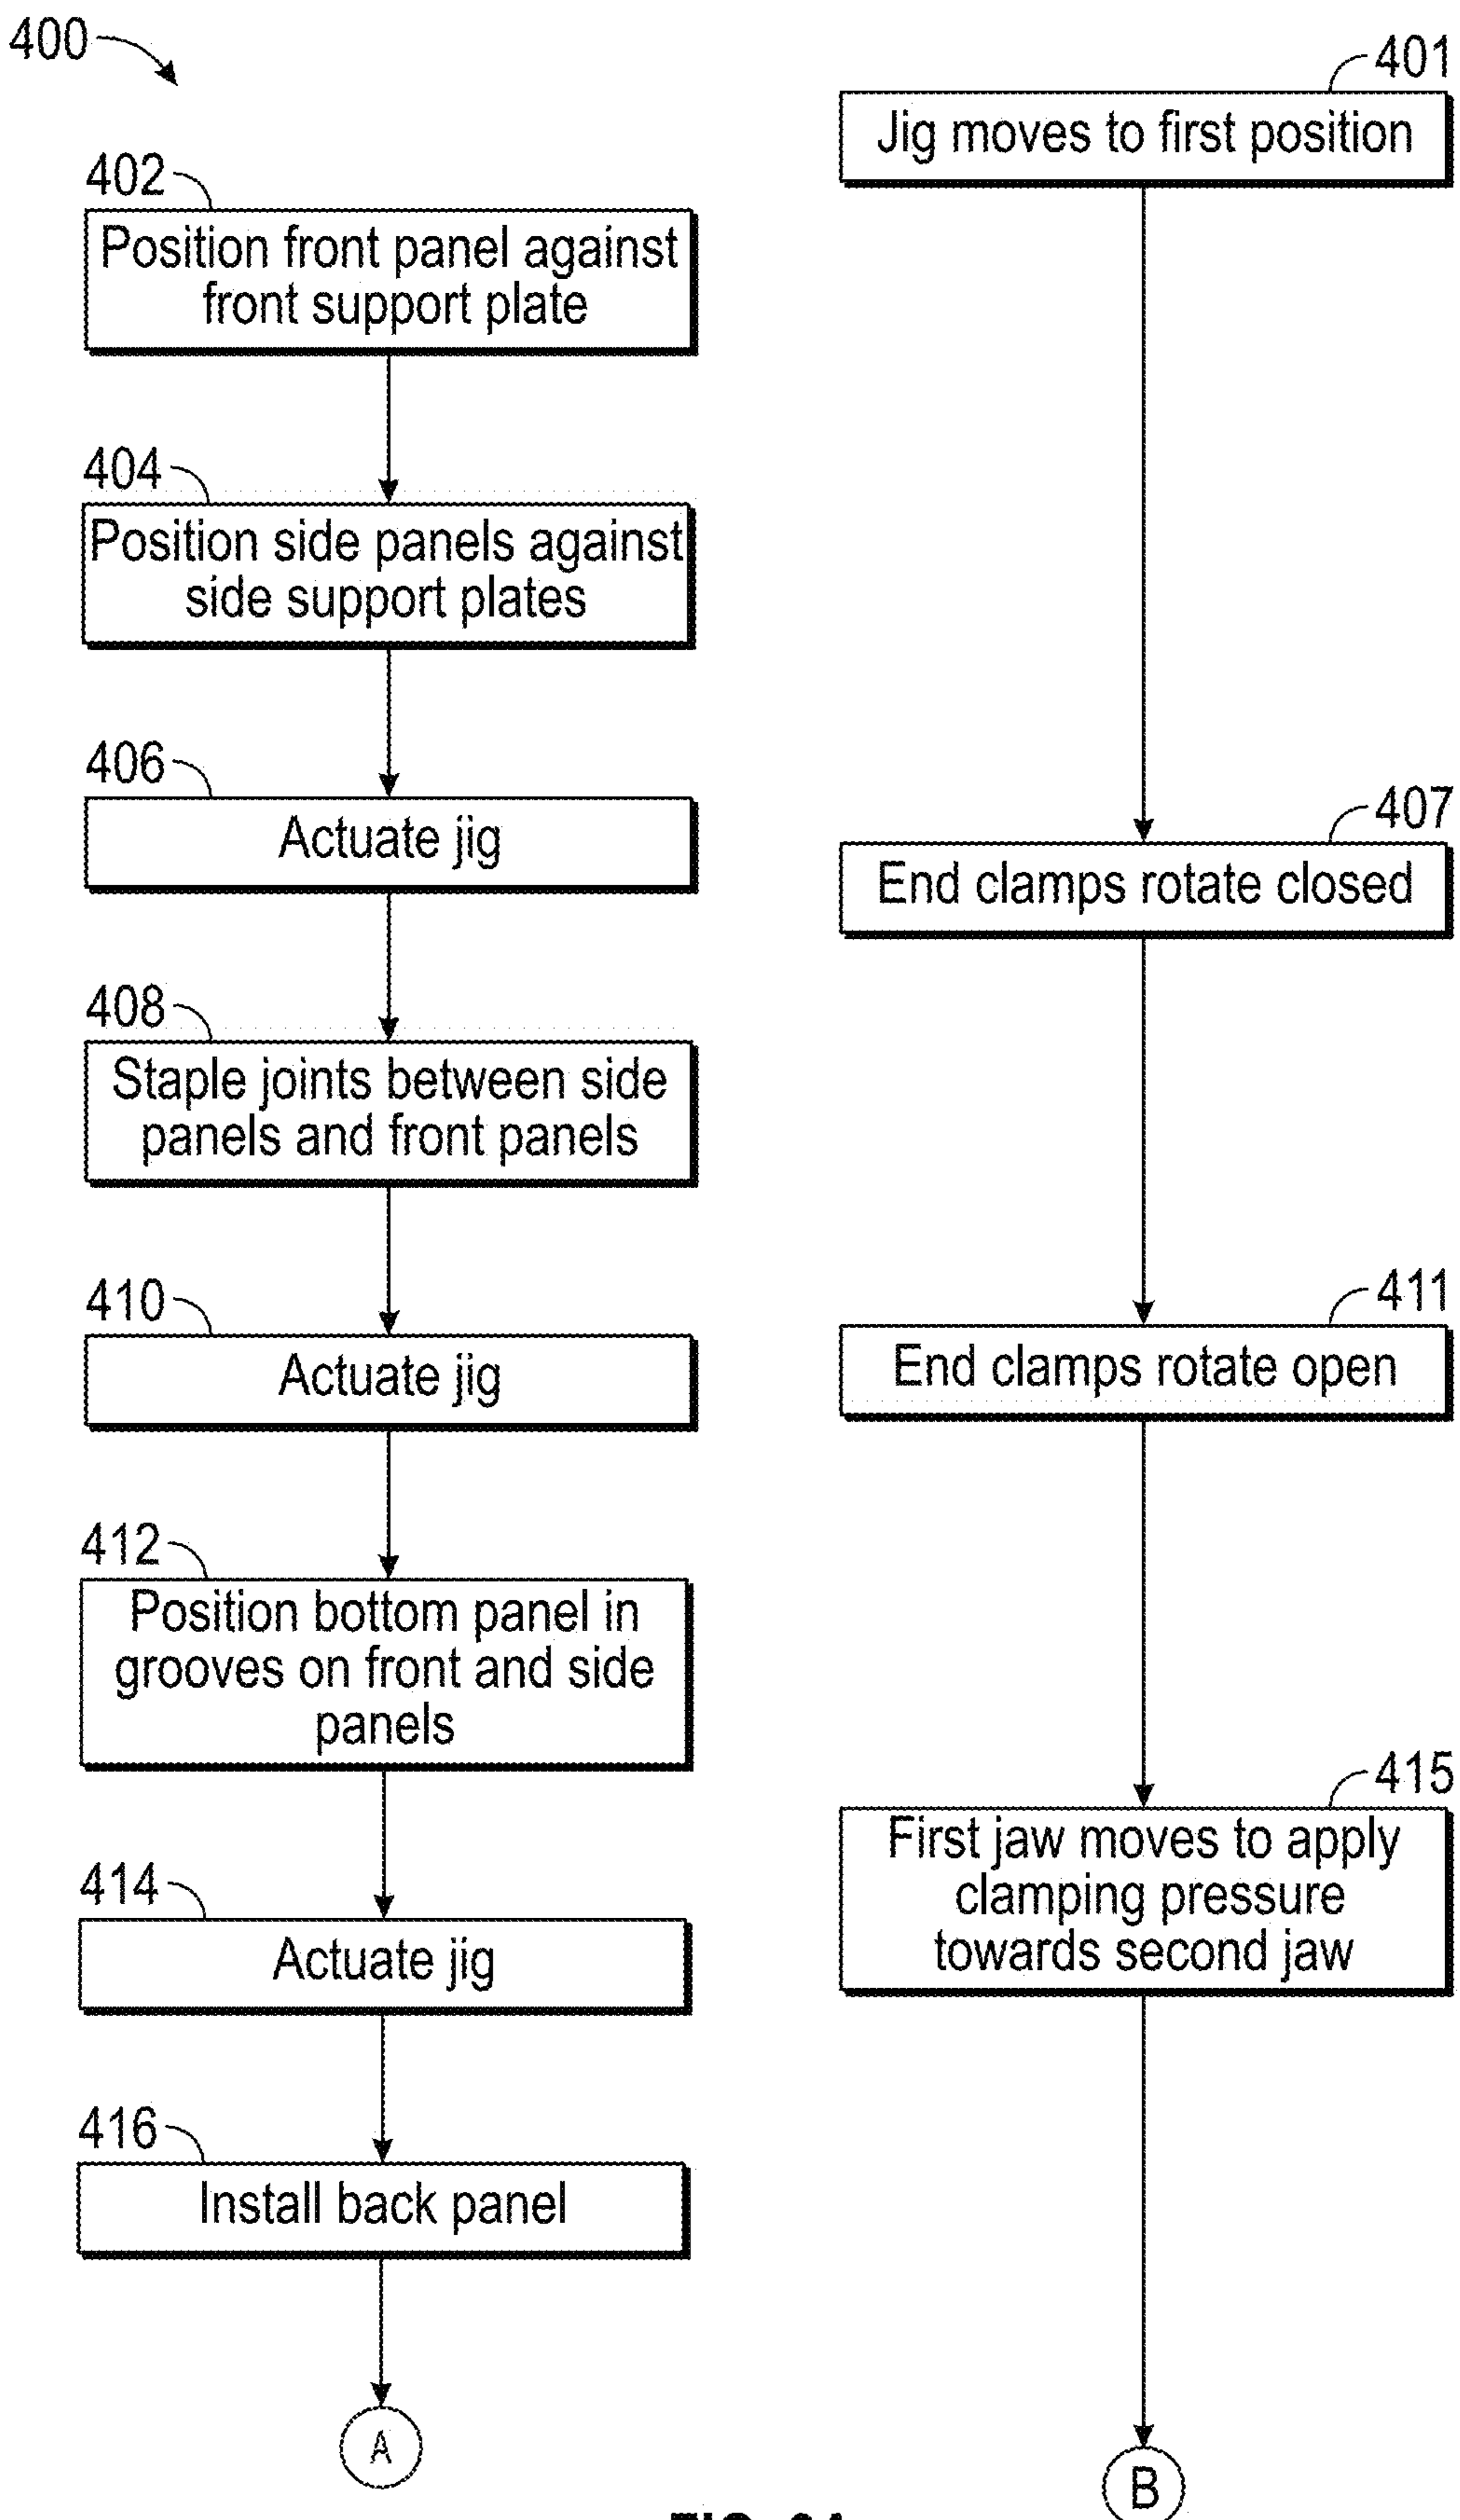 400
401
Jig moves to first position
402
Position front panel against
front support plate
404
Position side panels against
side support plates
406
Actuate jig
407
End clamps rotate closed
408
Staple joints between side
panels and front panels
410
Actuate jig
411
End clamps rotate open
412
Position bottom panel in
grooves on front and side
panels
414
Actuate jig
415
First jaw moves to apply
clamping pressure
towards second jaw
416
Install back panel
A
B